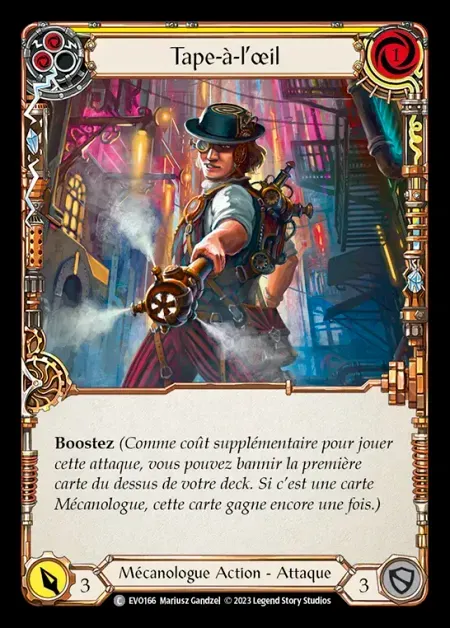 Tape-à-l'œil
1
Boostez (Comme coût supplémentaire pour jouer
cette attaque, vous pouvez bannir la première
carte du dessus de votre deck. Si c'est une carte
Mécanologue, cette carte gagne encore une fois.)
3
Mécanologue Action - Attaque
3
C EVO166 Mariusz Gandzel © 2023 Legend Story Studios